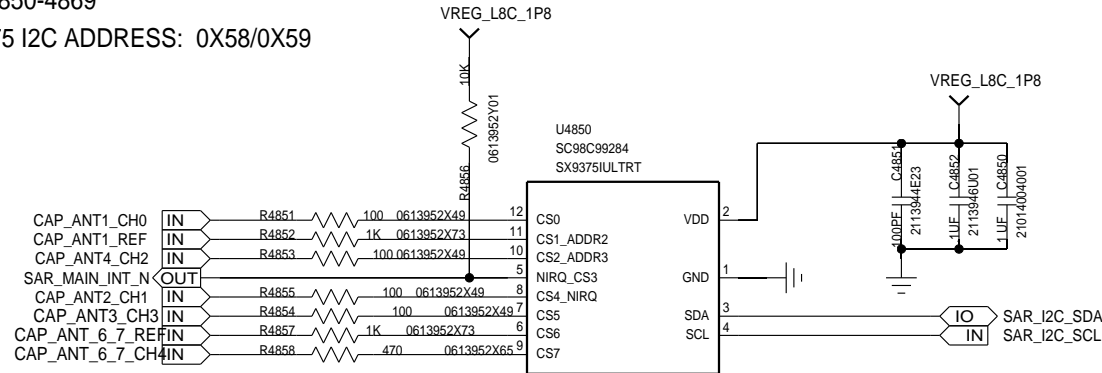 850-4869
75 I2C ADDRESS: 0X58/0X59
VREG_L8C_1P8
10K
0613952Y01
R4856
VREG_L8C_1P8
U4850
SC98C99284
SX9375IULTRT
C4851
100PF
2113944E23
C4852
1UF
2113946U01
C4850
1 UF
21014004001
CAP_ANT1_CH0 IN R4851 100 0613952X49 12 CS0
VDD 2
CAP_ANT1_REF IN R4852 1K 0613952X73 11 CS1_ADDR2
CAP_ANT4_CH2 IN R4853 100 0613952X49 10 CS2_ADDR3
SAR_MAIN_INT_N OUT 5 NIRQ_CS3
GND 1
CAP_ANT2_CH1 IN R4855 100 0613952X49 8 CS4_NIRQ
CAP_ANT3_CH3 IN R4854 100 0613952X49 7 CS5
SDA 3 IO SAR_I2C_SDA
CAP_ANT_6_7_REF IN R4857 1K 0613952X73 6 CS6
SCL 4 IN SAR_I2C_SCL
CAP_ANT_6_7_CH4 IN R4858 470 0613952X65 9 CS7